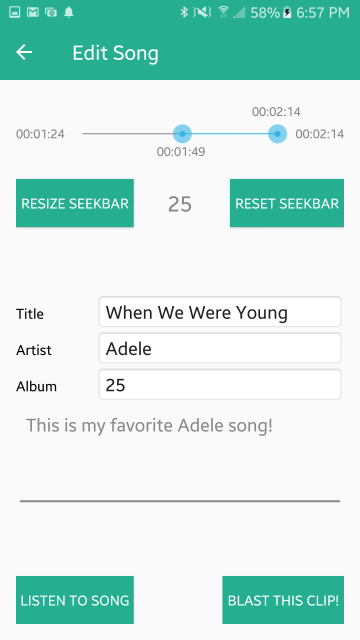 58% 6:57 PM
Edit Song
00:02:14
00:01:24 00:02:14
00:01:49
RESIZE SEEKBAR 25 RESET SEEKBAR
Title When We Were Young
Artist Adele
Album 25
This is my favorite Adele song!
LISTEN TO SONG BLAST THIS CLIP!